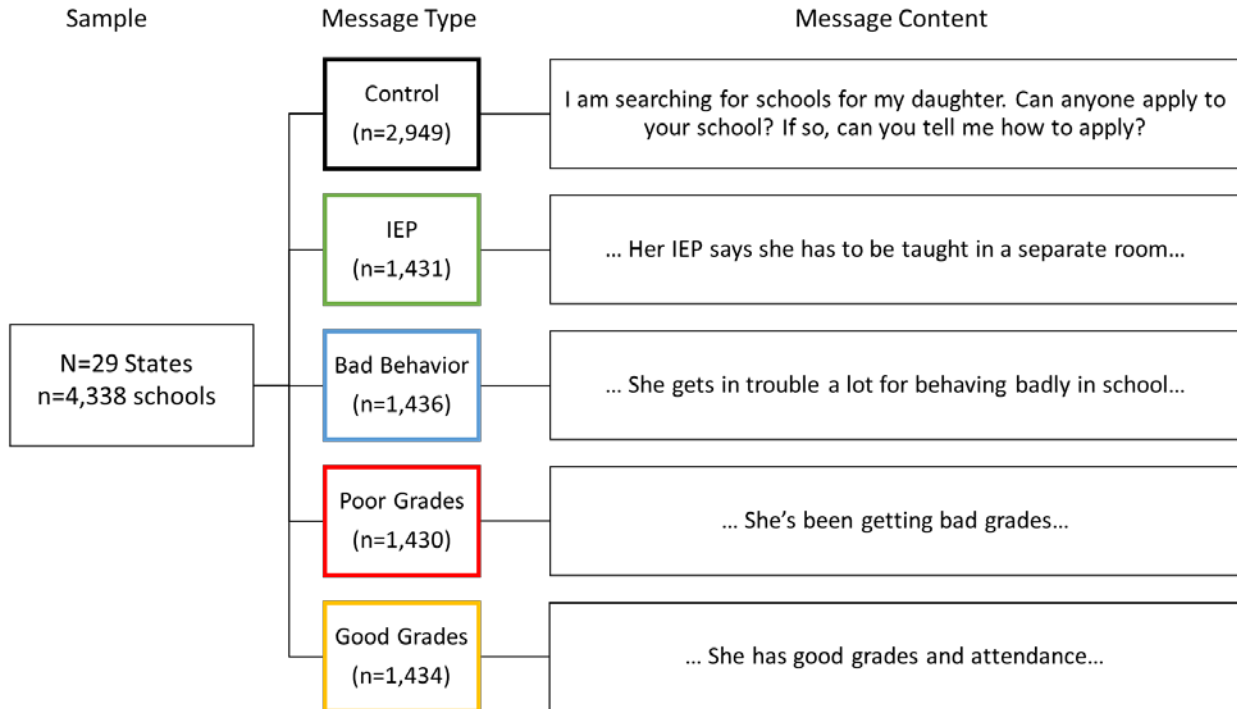 Sample
Message Type
Message Content
Control
(n=2,949)
I am searching for schools for my daughter. Can anyone apply to
your school? If so, can you tell me how to apply?
IEP
(n=1,431)
... Her IEP says she has to be taught in a separate room...
N=29 States
n=4,338 schools
Bad Behavior
(n=1,436)
... She gets in trouble a lot for behaving badly in school...
Poor Grades
(n=1,430)
... She's been getting bad grades...
Good Grades
(n=1,434)
... She has good grades and attendance...